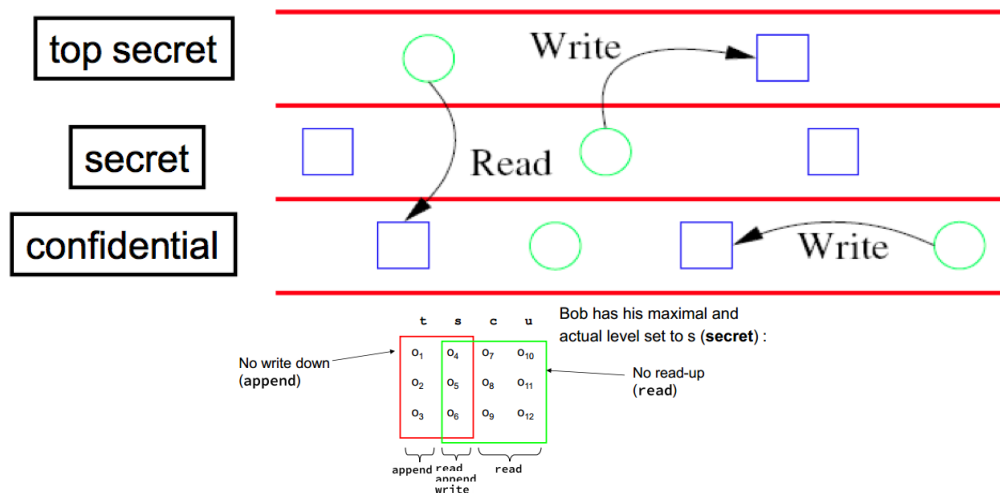 top secret
Write
secret
Read
confidential
Write
Bob has his maximal and
actual level set to s (secret) :
t s c u
No write down
(append)
o1 o4 o7 o10
o2 o5 o8 o11
o3 o6 o9 o12
No read-up
(read)
append
read
append
write
read